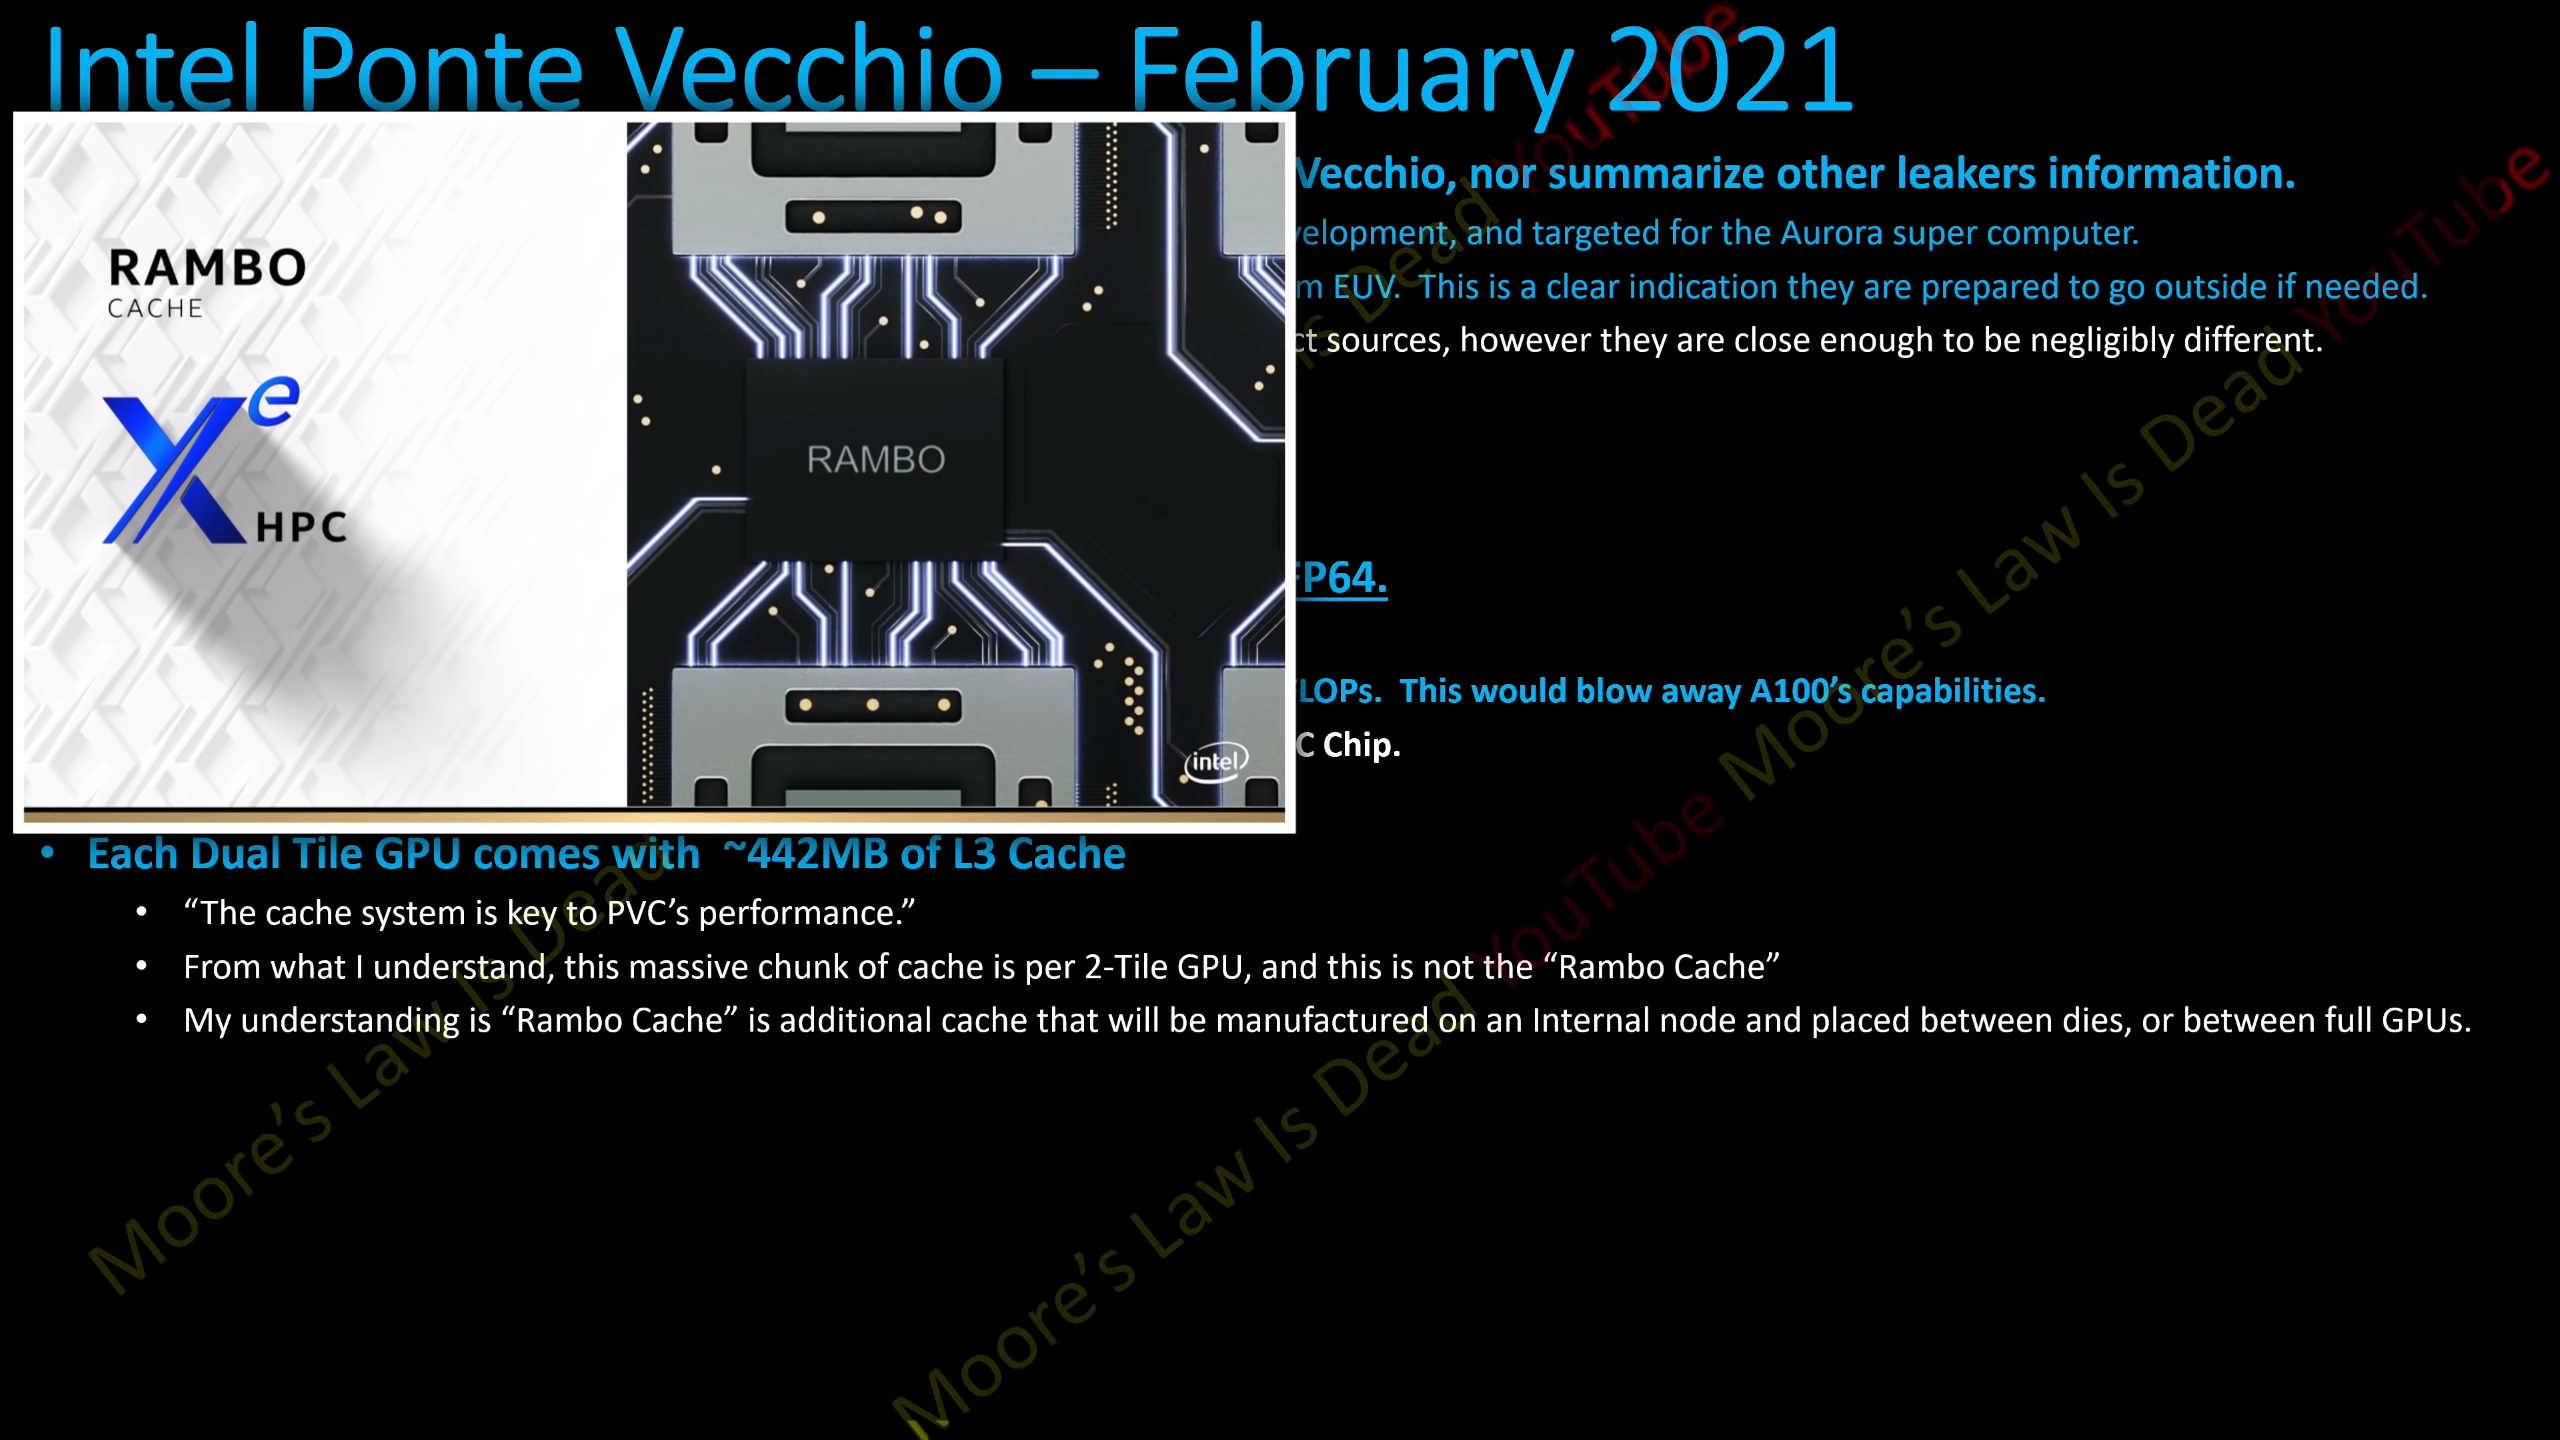 Intel Ponte Vecchio – February 2021
Vecchio, nor summarize other leakers information.
velopment, and targeted for the Aurora super computer.
m EUV.  This is a clear indication they are prepared to go outside if needed.
ct sources, however they are close enough to be negligibly different.
RAMBO
CACHE
Xe
HPC
RAMBO
intel
FP64.
FLOPs.  This would blow away A100’s capabilities.
C Chip.
• Each Dual Tile GPU comes with  ~442MB of L3 Cache
• “The cache system is key to PVC’s performance.”
• From what I understand, this massive chunk of cache is per 2-Tile GPU, and this is not the “Rambo Cache”
• My understanding is “Rambo Cache” is additional cache that will be manufactured on an Internal node and placed between dies, or between full GPUs.
Is Dead YouTube
Moore’s Law Is Dead YouTube
Moore’s Law Is Dead YouTube
Moore’s Law Is Dead